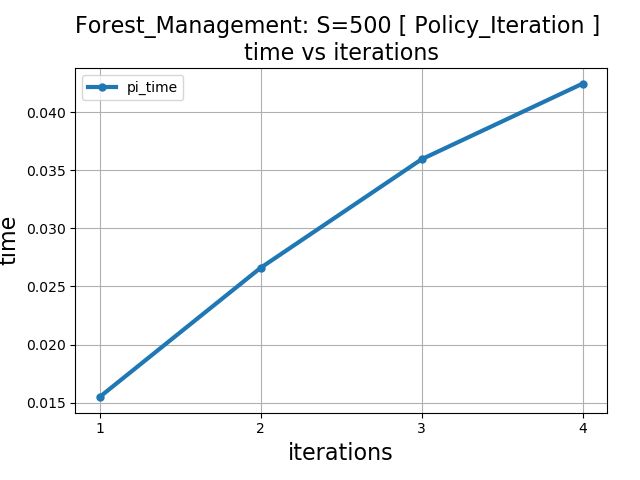 Forest_Management: S=500 [ Policy_Iteration ]
time vs iterations
pi_time
0.040
0.035
0.030
0.025
0.020
0.015
time
1 2 3 4
iterations